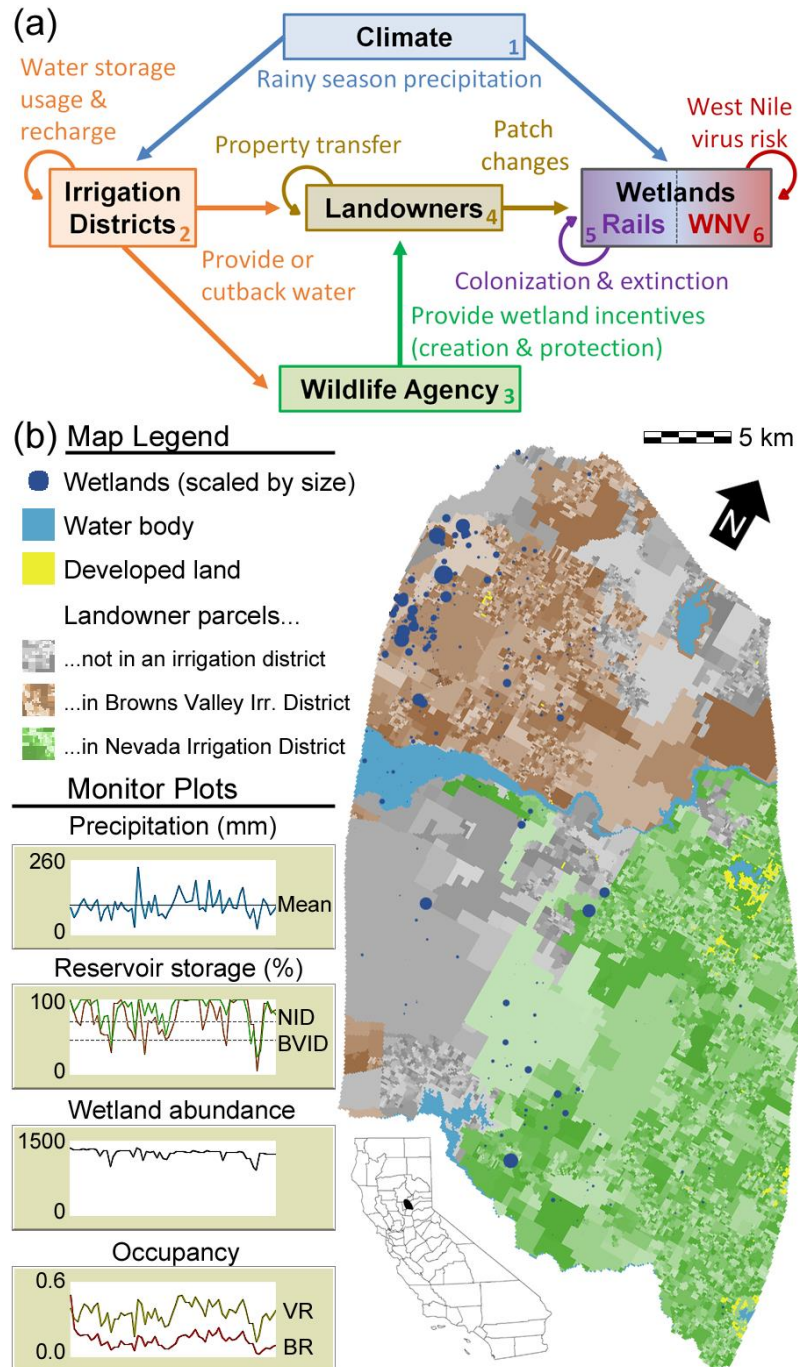 (a)
Climate 1
Water storage
usage &
recharge
Rainy season precipitation
West Nile
virus risk
Property transfer
Patch
changes
Irrigation
Districts 2
Landowners 4
Wetlands
5 Rails WNV 6
Provide or
cutback water
Colonization & extinction
Provide wetland incentives
(creation & protection)
Wildlife Agency 3
(b) Map Legend
5 km
N
Wetlands (scaled by size)
Water body
Developed land
Landowner parcels...
...not in an irrigation district
...in Browns Valley Irr. District
...in Nevada Irrigation District
Monitor Plots
Precipitation (mm)
260
Mean
0
Reservoir storage (%)
100
NID
BVID
0
Wetland abundance
1500
0
Occupancy
0.6
VR
BR
0.0